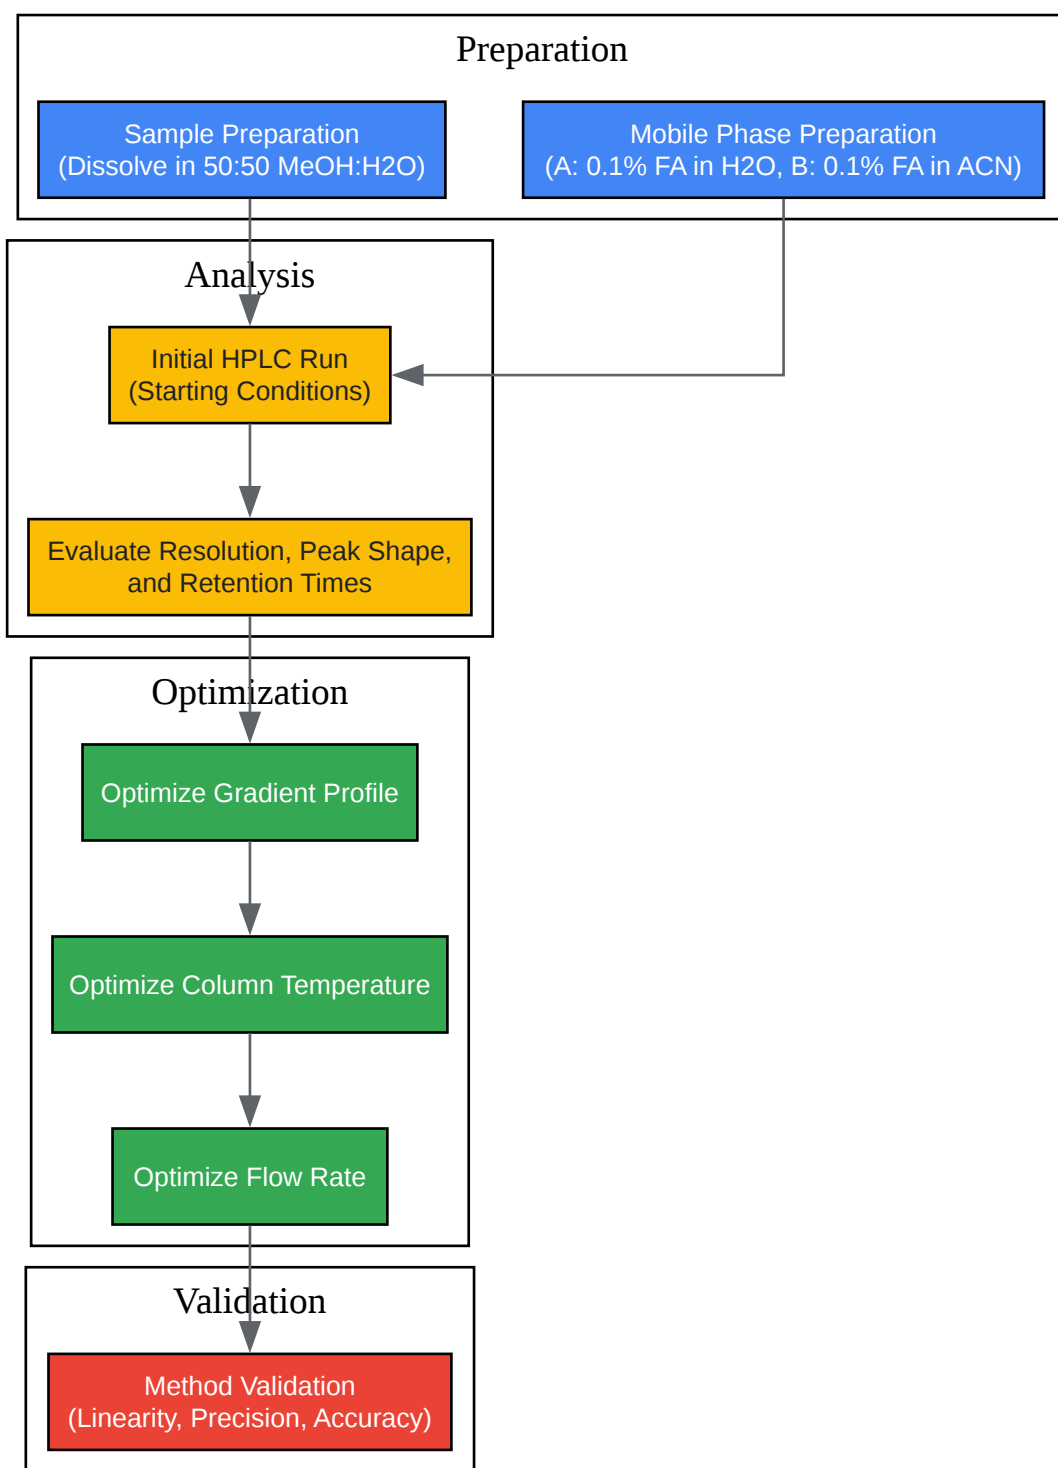 Preparation
Sample Preparation
(Dissolve in 50:50 MeOH:H2O)
Mobile Phase Preparation
(A: 0.1% FA in H2O, B: 0.1% FA in ACN)
Analysis
Initial HPLC Run
(Starting Conditions)
Evaluate Resolution, Peak Shape,
and Retention Times
Optimization
Optimize Gradient Profile
Optimize Column Temperature
Optimize Flow Rate
Validation
Method Validation
(Linearity, Precision, Accuracy)